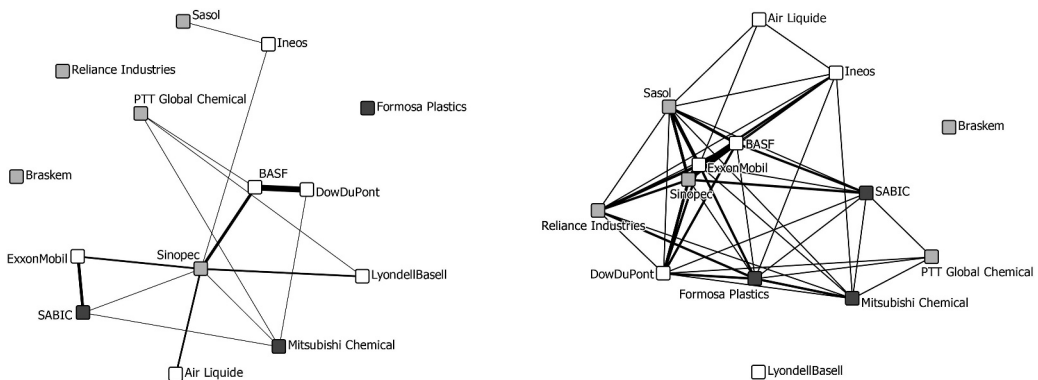 Sasol
Ineos
Reliance Industries
PTT Global Chemical
Formosa Plastics
BASF
DowDuPont
Braskem
Sinopec
ExxonMobil
LyondellBasell
SABIC
Mitsubishi Chemical
Air Liquide
Air Liquide
Ineos
Sasol
Braskem
BASF
ExxonMobil
Sinopec
SABIC
Reliance Industries
PTT Global Chemical
DowDuPont
Formosa Plastics
Mitsubishi Chemical
LyondellBasell